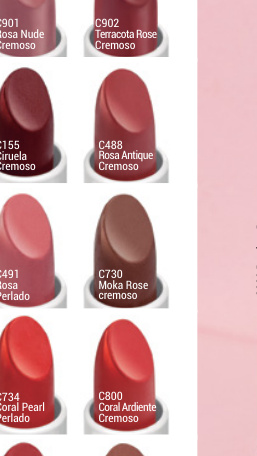 C901
Rosa Nude
Cremoso
C902
Terracota Rose
Cremoso
C155
Ciruela
Cremoso
C488
Rosa Antique
Cremoso
C491
Rosa
Perlado
C730
Moka Rose
cremoso
C734
Coral Pearl
Perlado
C800
Coral Ardiente
Cremoso